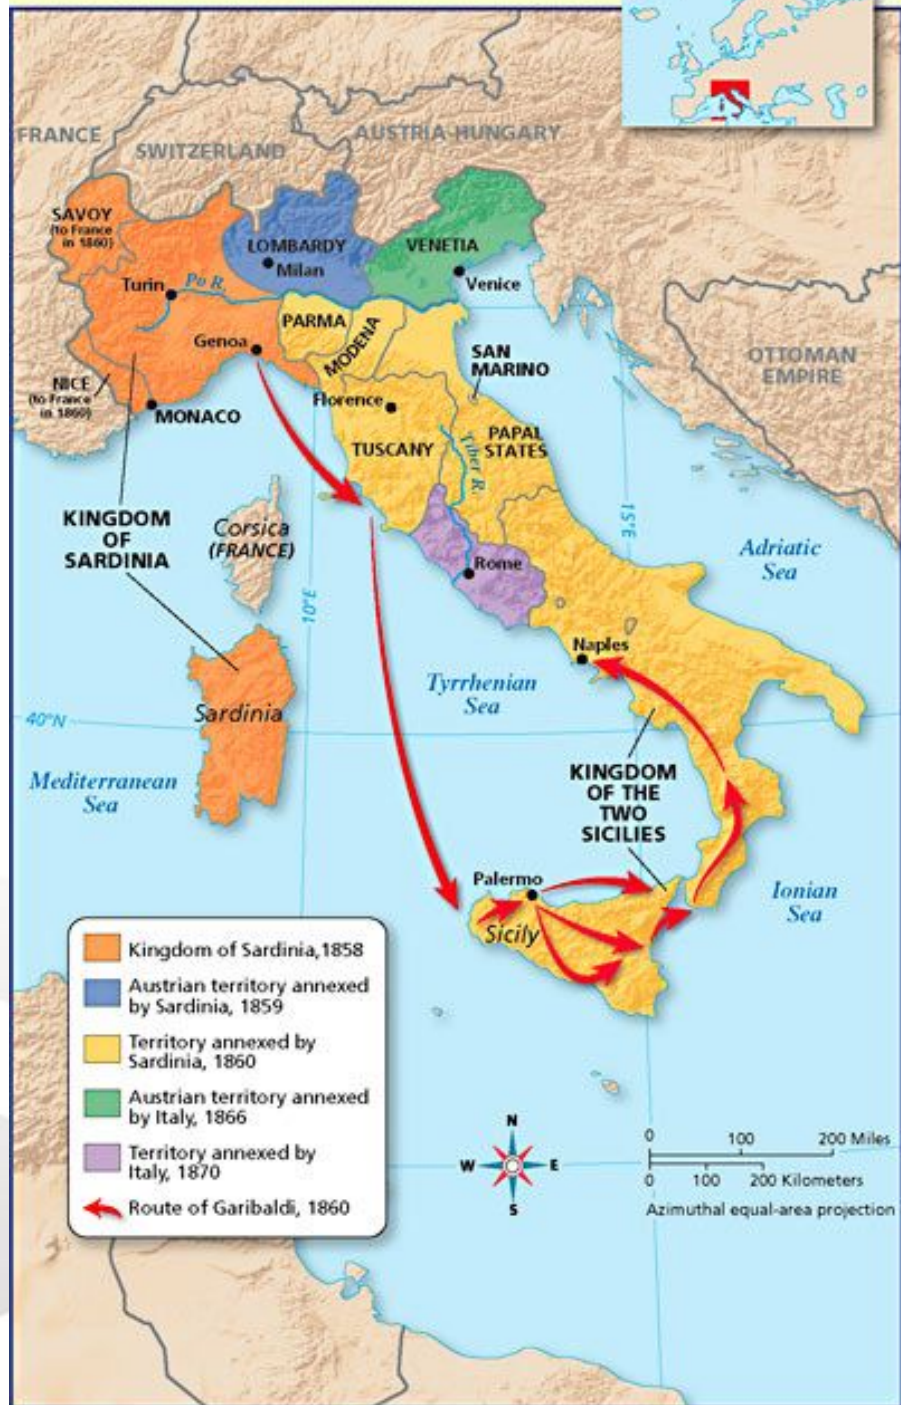 FRANCE
SWITZERLAND
AUSTRIA-HUNGARY
SAVOY
(to France
in 1860)
LOMBARDY
Milan
VENETIA
Venice
Turin
Po R.
PARMA
MODENA
Genoa
SAN
MARINO
OTTOMAN
EMPIRE
NICE
(to France
in 1860)
MONACO
Florence
TUSCANY
Tiber R.
PAPAL
STATES
KINGDOM
OF
SARDINIA
Corsica
(FRANCE)
15°E
Adriatic
Sea
Rome
10°E
Naples
Tyrrhenian
Sea
Sardinia
40°N
Mediterranean
Sea
KINGDOM
OF THE
TWO
SICILIES
Palermo
Sicily
Ionian
Sea
Kingdom of Sardinia,1858
Austrian territory annexed
by Sardinia, 1859
Territory annexed by
Sardinia, 1860
Austrian territory annexed
by Italy, 1866
Territory annexed by
Italy, 1870
Route of Garibaldi, 1860
N
W E
S
0 100 200 Miles
0 100 200 Kilometers
Azimuthal equal-area projection